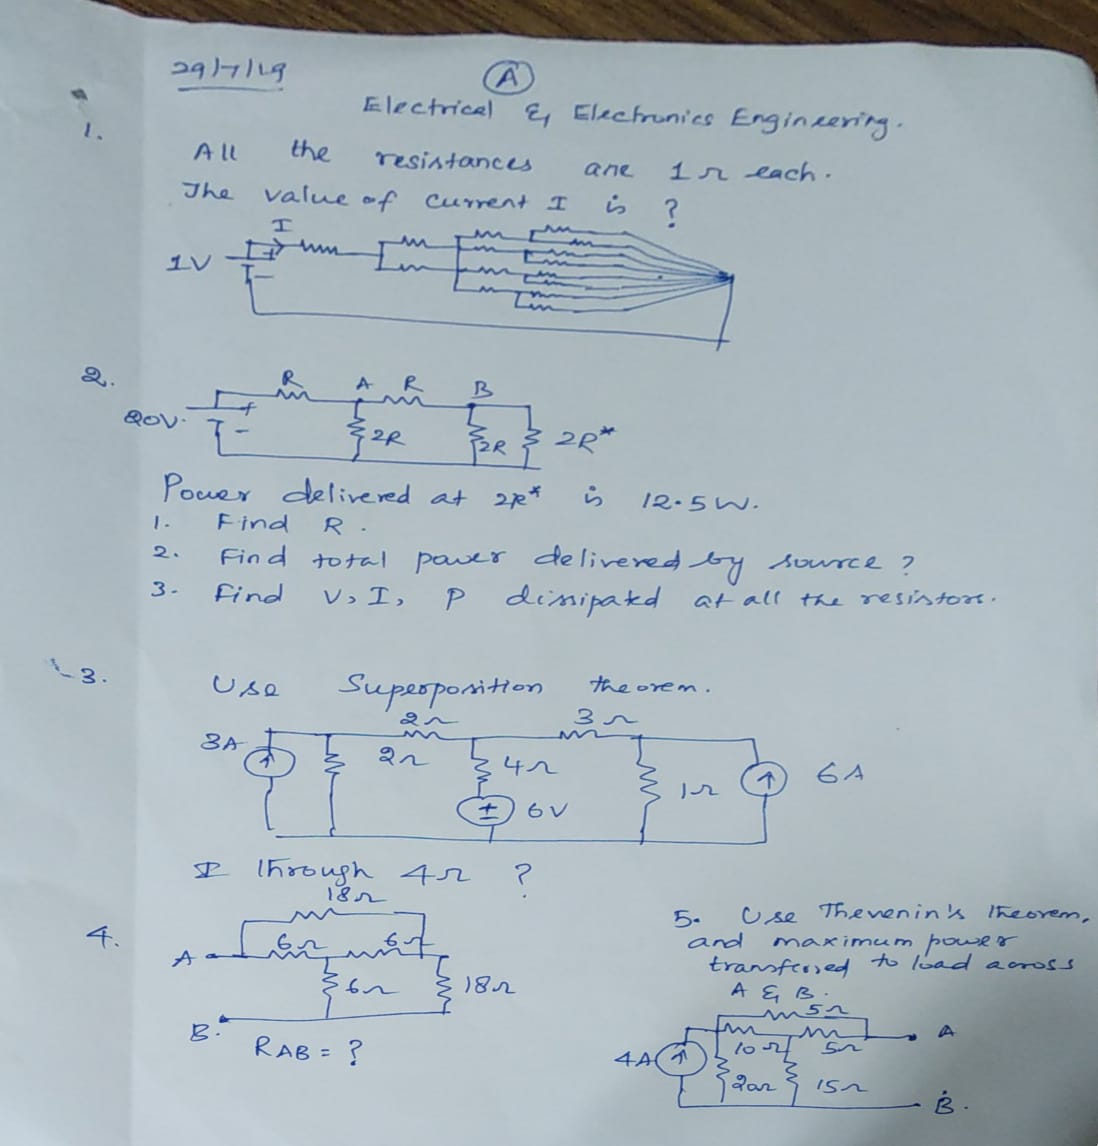 29/7/19
A
Electrical & Electronics Engineering.
1.
All the resistances are 1Ω each.
The value of current I is ?
I
1V
+
-
2.
R A R B
20V.
+
-
2R 2R 2R*
Power delivered at 2R* is 12.5W.
1. Find R.
2. Find total power delivered by source ?
3. Find V, I, P dissipatd at all the resistors.
3.
Use Superposition theorem.
2Ω 3Ω
3A 2Ω 4Ω 6A
1Ω
+
-
6V
I through 4Ω ?
4.
18Ω
A 6Ω 6Ω
6Ω 18Ω
B.
RAB = ?
5. Use Thevenin's theorem,
and maximum power
transferred to load across
A & B.
5Ω
10Ω 5Ω A
4A
20Ω 15Ω
B.